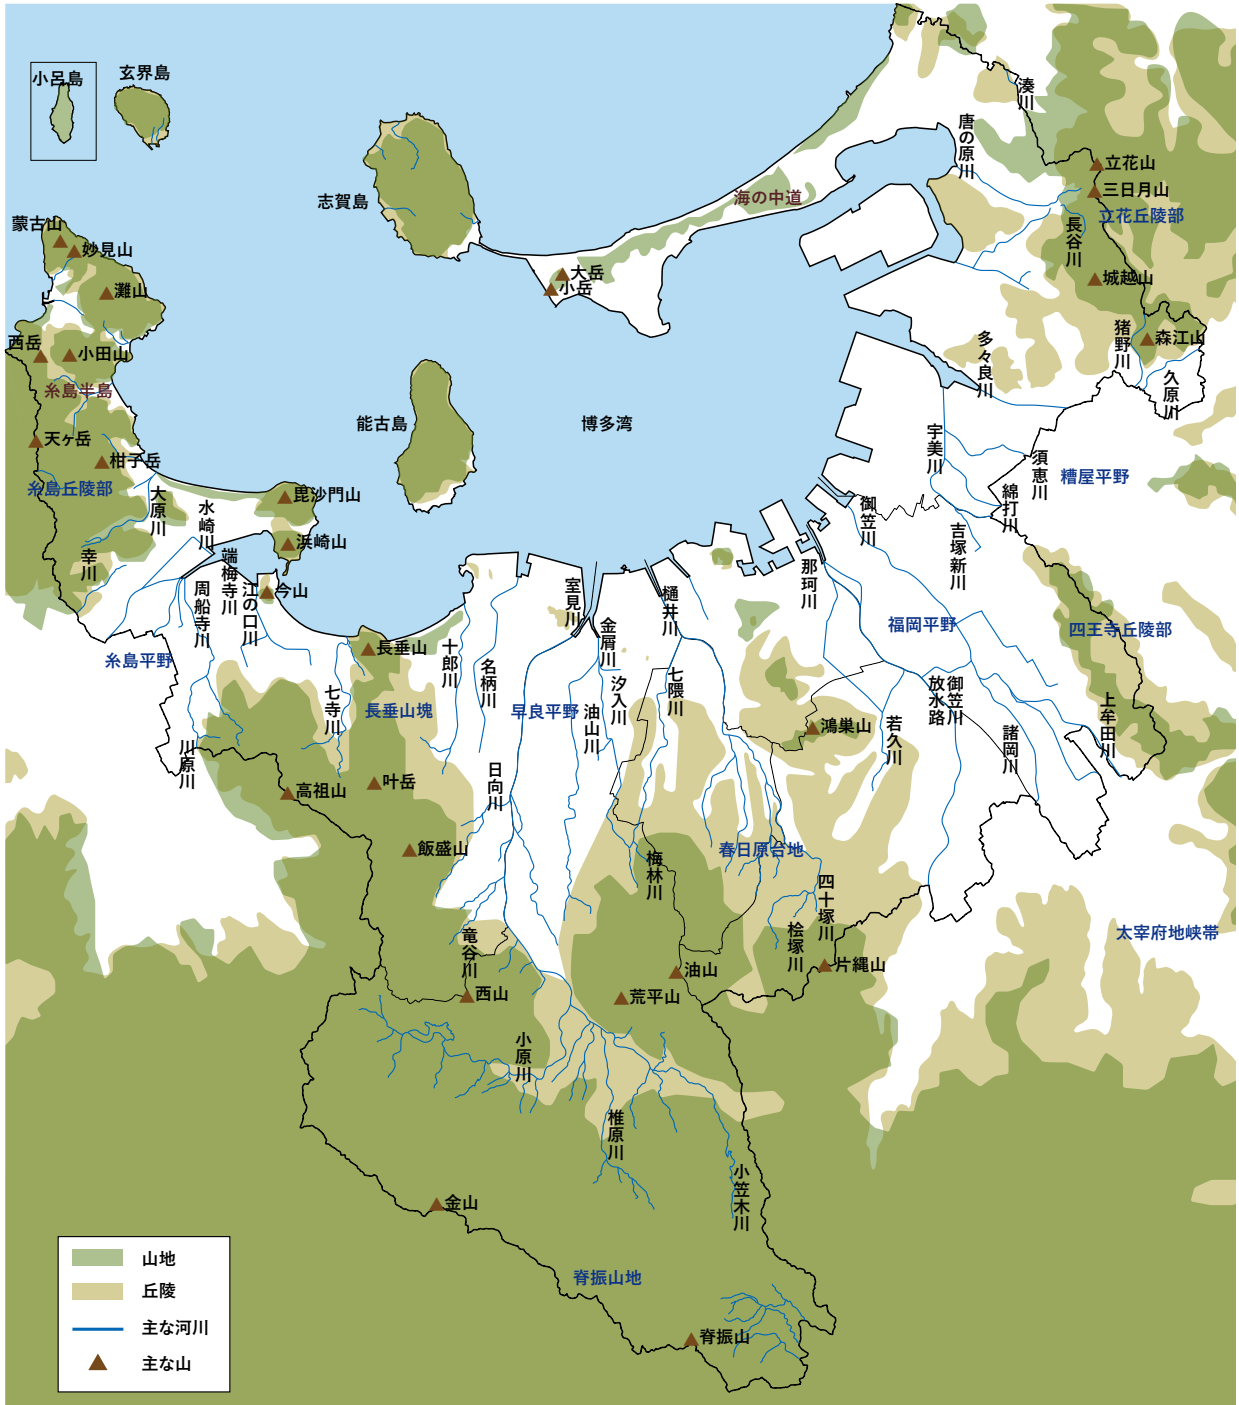 小呂島
玄界島
志賀島
海の中道
唐の原川
湊川
立花山
三日月山
立花丘陵部
長谷川
城越山
蒙古山
妙見山
灘山
大岳
小岳
西岳
小田山
糸島半島
能古島
博多湾
多々良川
猪野川
森江山
久原川
天ヶ岳
柑子岳
糸島丘陵部
宇美川
須恵川
糟屋平野
綿打川
大原川
水崎川
毘沙門山
浜崎山
御笠川
吉塚新川
幸川
端梅寺川
周船寺川
江の口川
今山
室見川
金屑川
樋井川
那珂川
福岡平野
四王寺丘陵部
糸島平野
長垂山
十郎川
名柄川
汐入川
七隈川
七寺川
長垂山塊
早良平野
油山川
鴻巣山
若久川
御笠川
放水路
諸岡川
上牟田川
川原川
高祖山
叶岳
日向川
飯盛山
梅林川
春日原台地
四十塚川
桧塚川
片縄山
太宰府地峡帯
竜谷川
西山
油山
荒平山
小原川
椎原川
小笠木川
金山
脊振山地
脊振山
山地
丘陵
主な河川
主な山